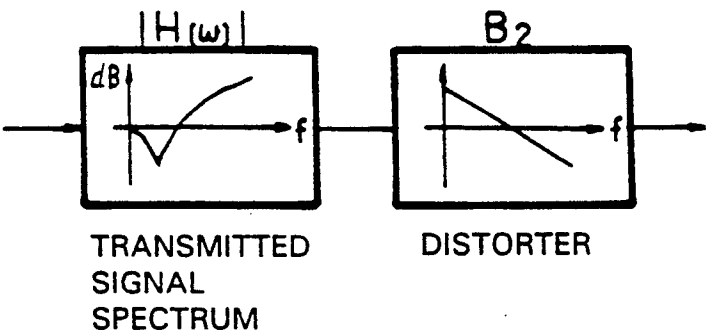 |H(ω)|
B2
dB
f
f
TRANSMITTED
SIGNAL
SPECTRUM
DISTORTER